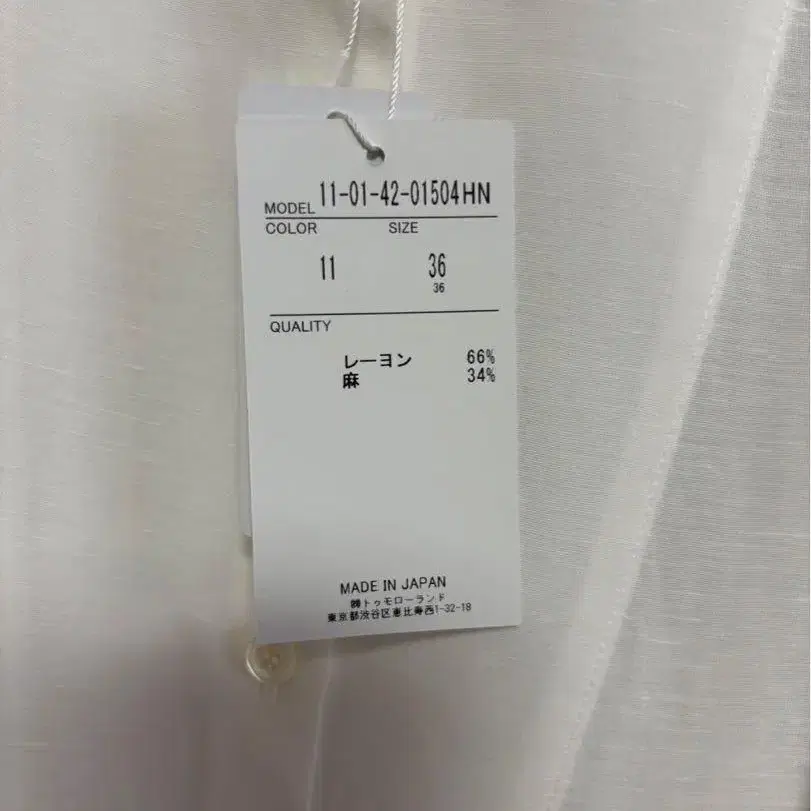 MODEL 11-01-42-01504HN
COLOR SIZE
11 36
36
QUALITY
レーヨン 66%
麻 34%
MADE IN JAPAN
㈱トゥモローランド
東京都渋谷区恵比寿西1-32-18